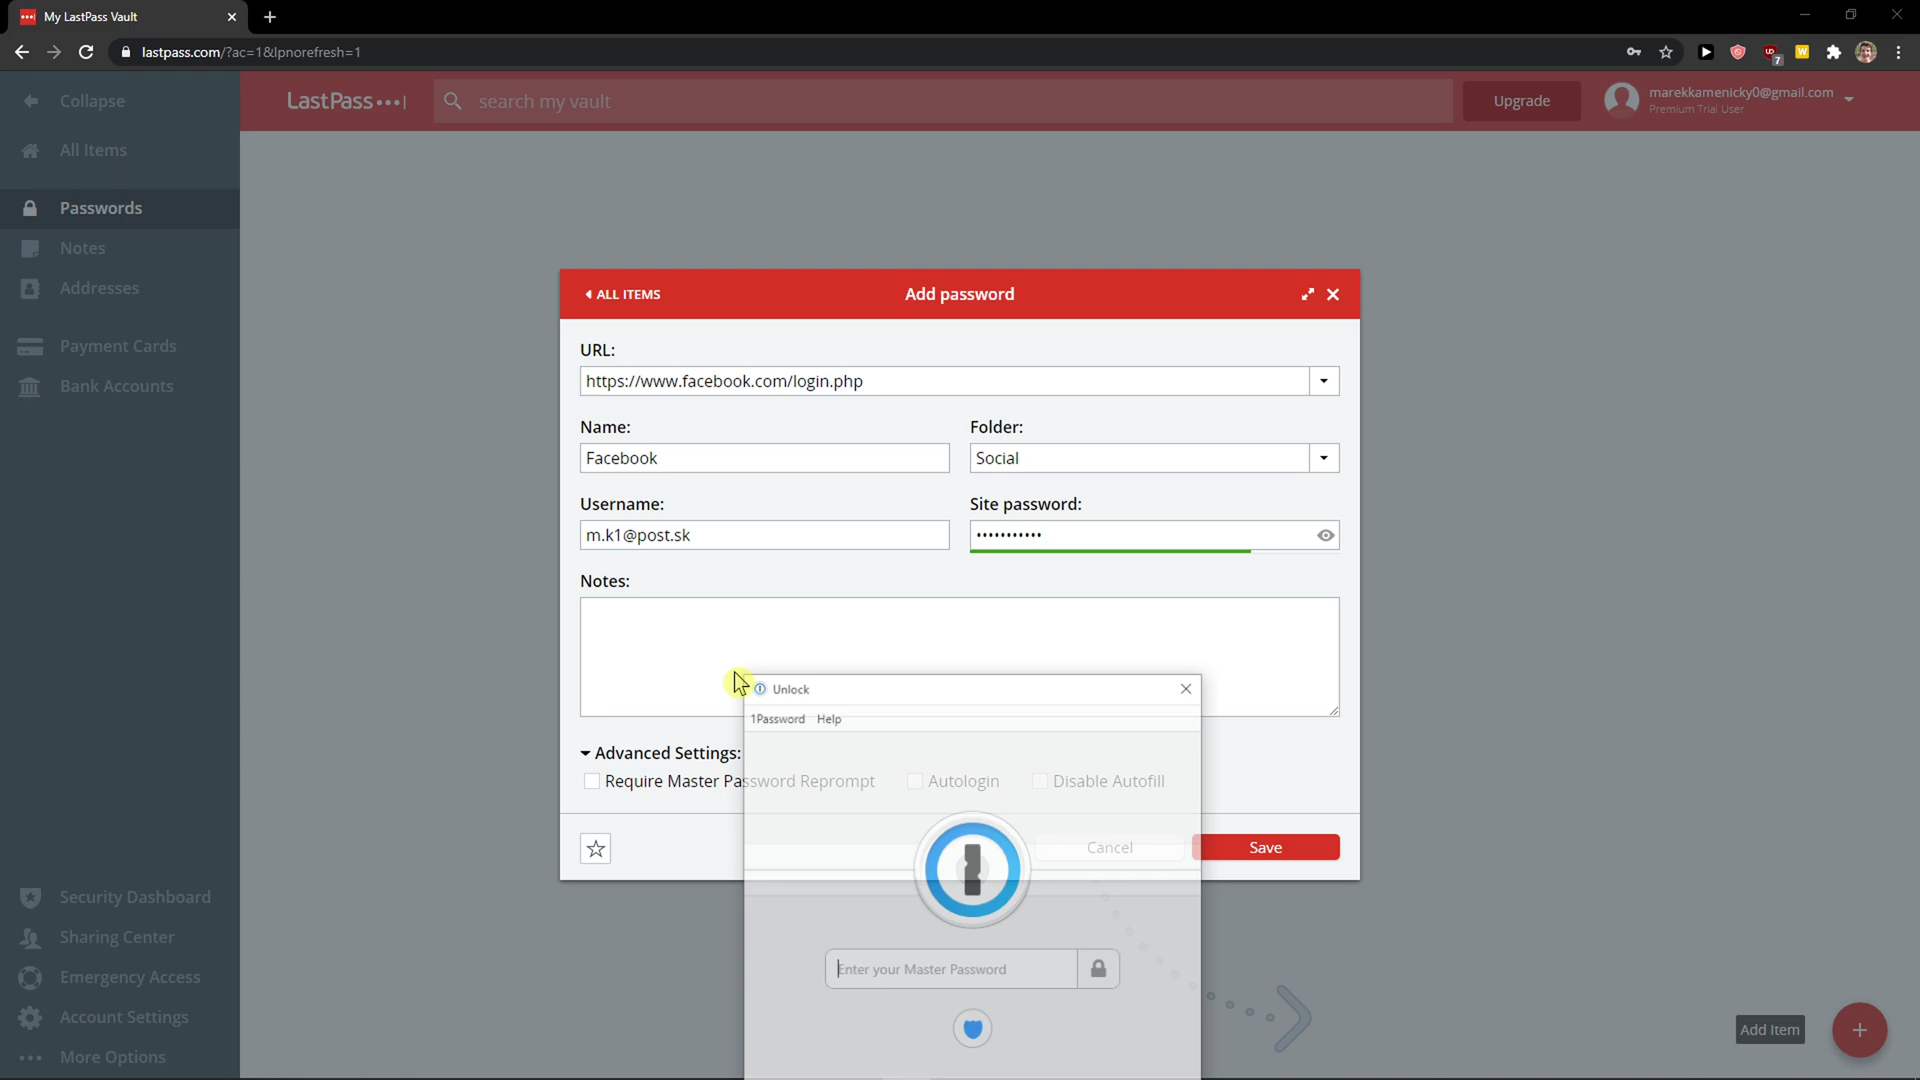 My LastPass Vault
lastpass.com/?ac=1&lpnorefresh=1
7
W
Collapse
LastPass
search my vault
Upgrade
marekkamenicky0@gmail.com
Premium Trial User
All Items
Passwords
Notes
Addresses
Payment Cards
Bank Accounts
ALL ITEMS
Add password
URL:
https://www.facebook.com/login.php
Name:
Folder:
Facebook
Social
Username:
Site password:
m.k1@post.sk
•••••••••••
Notes:
Unlock
1Password Help
Advanced Settings:
Require Master Password Reprompt
Autologin
Disable Autofill
Cancel
Save
Enter your Master Password
Security Dashboard
Sharing Center
Emergency Access
Account Settings
More Options
Add Item